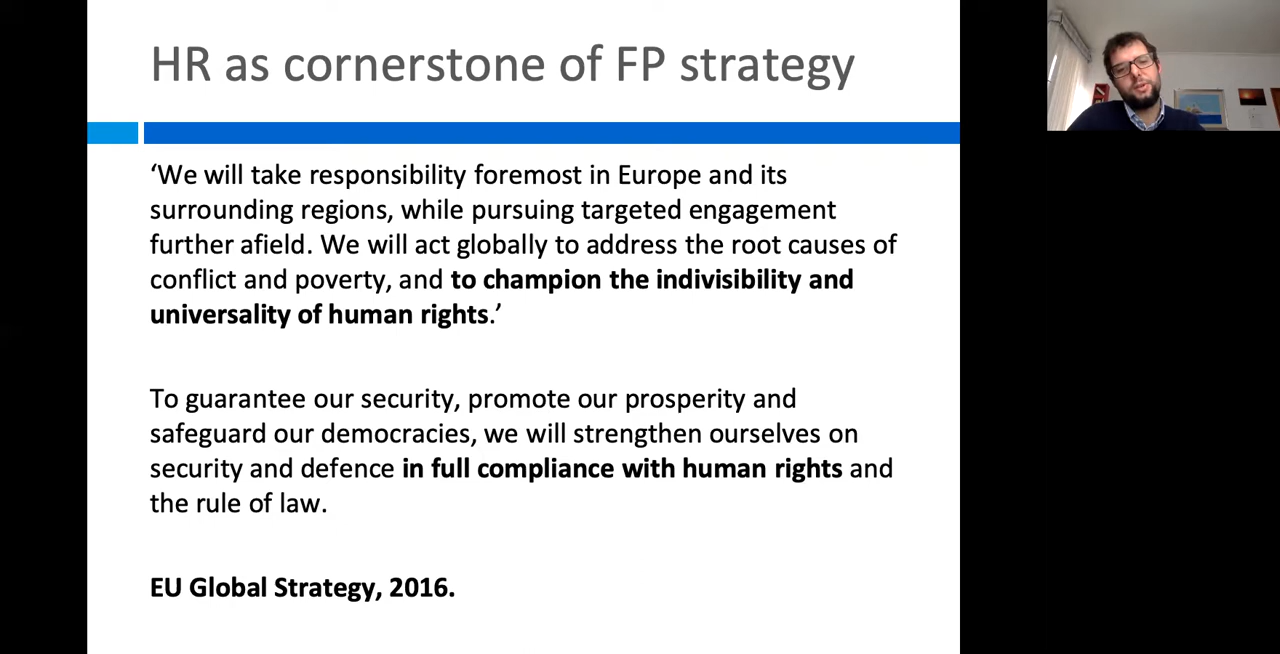 HR as cornerstone of FP strategy
‘We will take responsibility foremost in Europe and its
surrounding regions, while pursuing targeted engagement
further afield. We will act globally to address the root causes of
conflict and poverty, and to champion the indivisibility and
universality of human rights.’
To guarantee our security, promote our prosperity and
safeguard our democracies, we will strengthen ourselves on
security and defence in full compliance with human rights and
the rule of law.
EU Global Strategy, 2016.